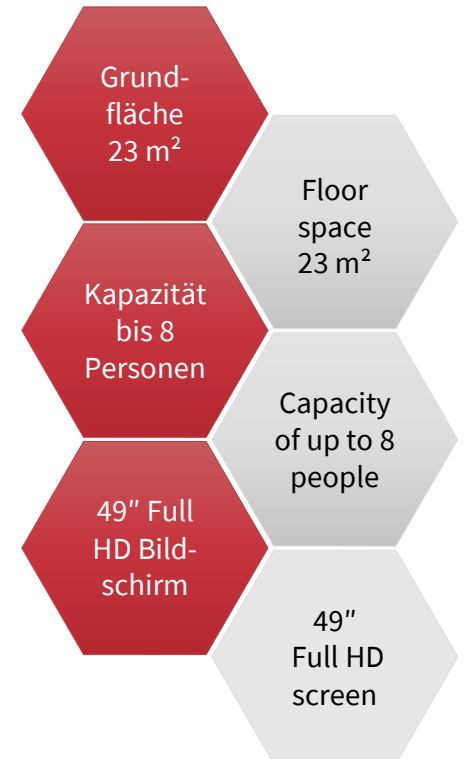 Grund-
fläche
23 m²
Floor
space
23 m²
Kapazität
bis 8
Personen
Capacity
of up to 8
people
49″ Full
HD Bild-
schirm
49″
Full HD
screen